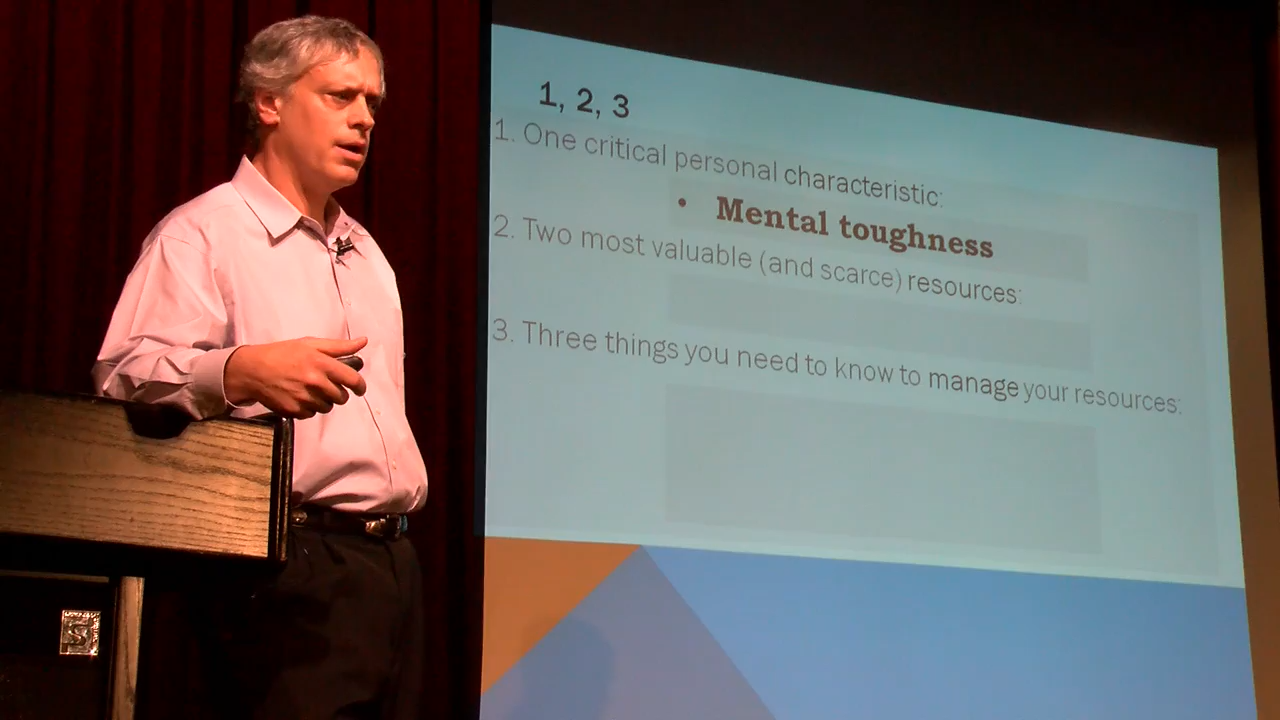 1, 2, 3
1. One critical personal characteristic:
• Mental toughness
2. Two most valuable (and scarce) resources:
3. Three things you need to know to manage your resources: